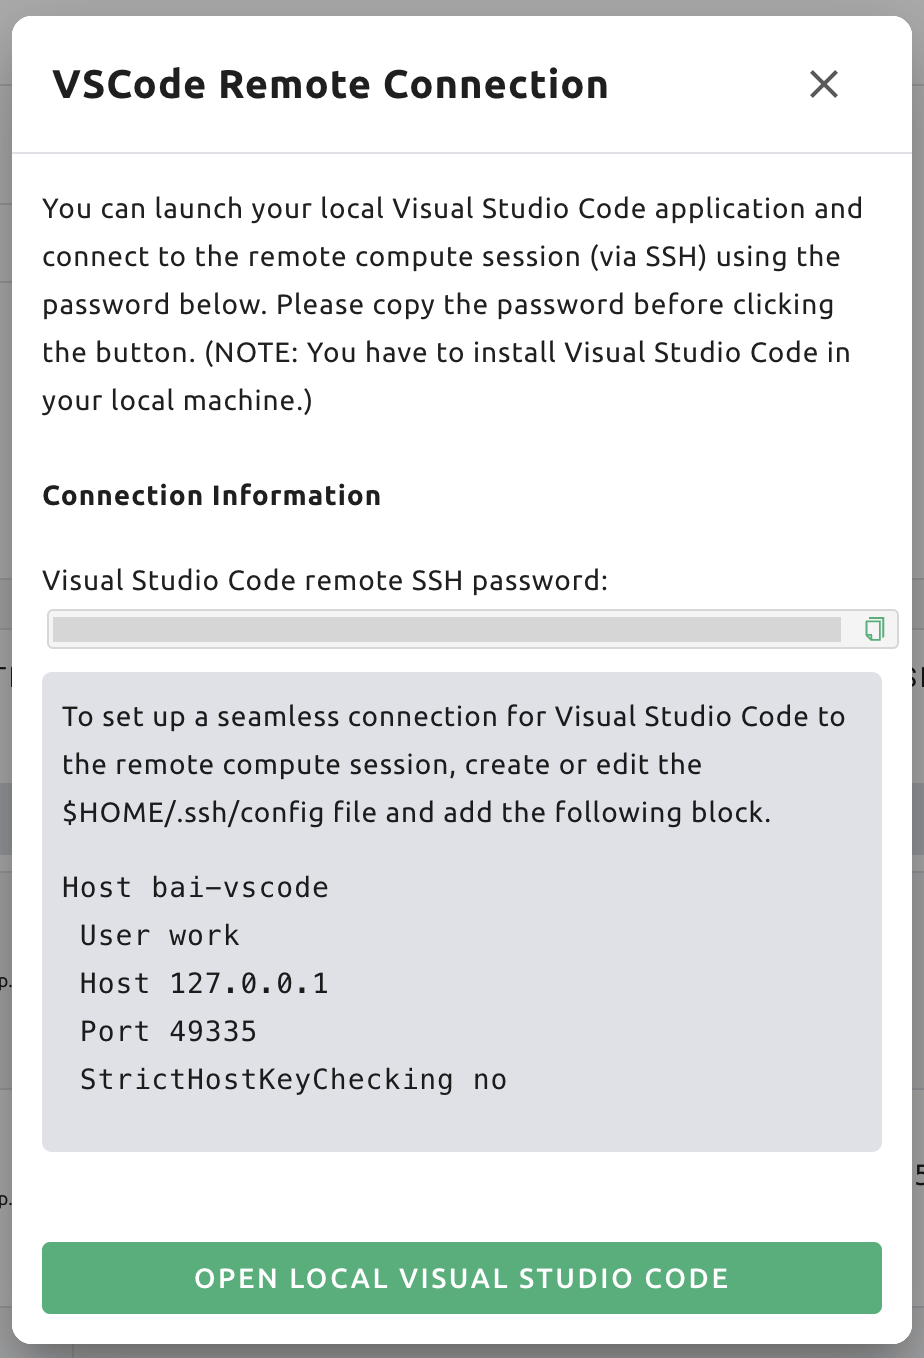 VSCode Remote Connection
You can launch your local Visual Studio Code application and
connect to the remote compute session (via SSH) using the
password below. Please copy the password before clicking
the button. (NOTE: You have to install Visual Studio Code in
your local machine.)
Connection Information
Visual Studio Code remote SSH password:
To set up a seamless connection for Visual Studio Code to
the remote compute session, create or edit the
$HOME/.ssh/config file and add the following block.
Host bai-vscode
User work
Host 127.0.0.1
Port 49335
StrictHostKeyChecking no
OPEN LOCAL VISUAL STUDIO CODE